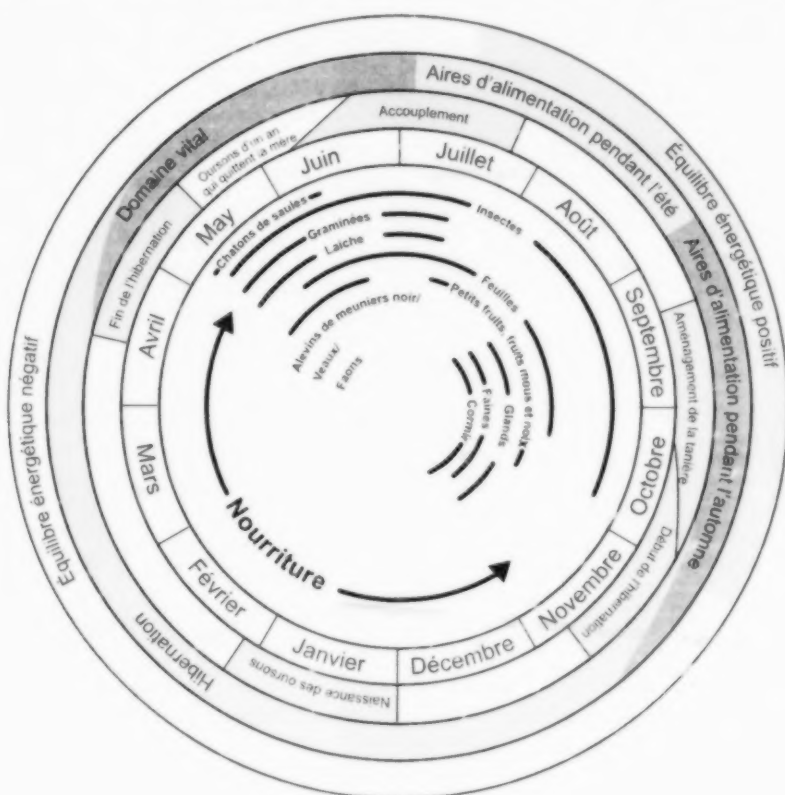 Équilibre énergétique négatif
Équilibre énergétique positif
Domaine vital
Aires d'alimentation pendant l'été
Aires d'alimentation pendant l'automne
Hibernation
Fin de l'hibernation
Oursons d'un an
qui quittent la mère
Accouplement
Aménagement de la tanière
Début de l'hibernation
Naissance des oursons
Janvier
Février
Mars
Avril
May
Juin
Juillet
Août
Septembre
Octobre
Novembre
Décembre
Chatons de saules
Graminées
Laîche
Insectes
Feuilles
Petits fruits, fruits mous et noix
Alevins de meuniers noir/
Veaux/
Faons
Glands
Faines
Cormir
Nourriture